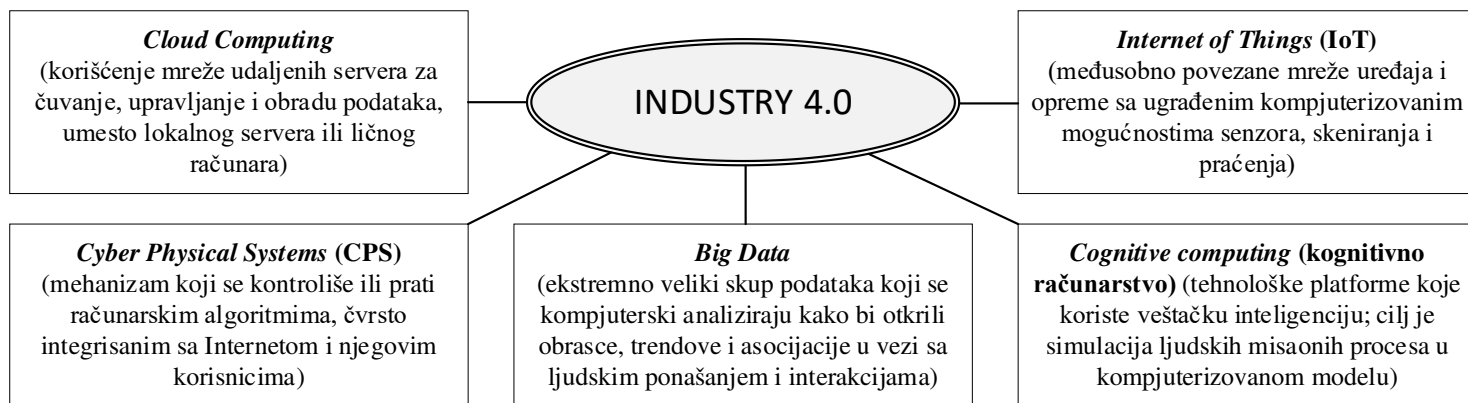 Cloud Computing
(korišćenje mreže udaljenih servera za
čuvanje, upravljanje i obradu podataka,
umesto lokalnog servera ili ličnog
računara)
INDUSTRY 4.0
Internet of Things (IoT)
(međusobno povezane mreže uređaja i
opreme sa ugrađenim kompjuterizovanim
mogućnostima senzora, skeniranja i
praćenja)
Cyber Physical Systems (CPS)
(mehanizam koji se kontroliše ili prati
računarskim algoritmima, čvrsto
integrisanim sa Internetom i njegovim
korisnicima)
Big Data
(ekstremno veliki skup podataka koji se
kompjuterski analiziraju kako bi otkrili
obrasce, trendove i asocijacije u vezi sa
ljudskim ponašanjem i interakcijama)
Cognitive computing (kognitivno
računarstvo) (tehnološke platforme koje
koriste veštačku inteligenciju; cilj je
simulacija ljudskih misaonih procesa u
kompjuterizovanom modelu)